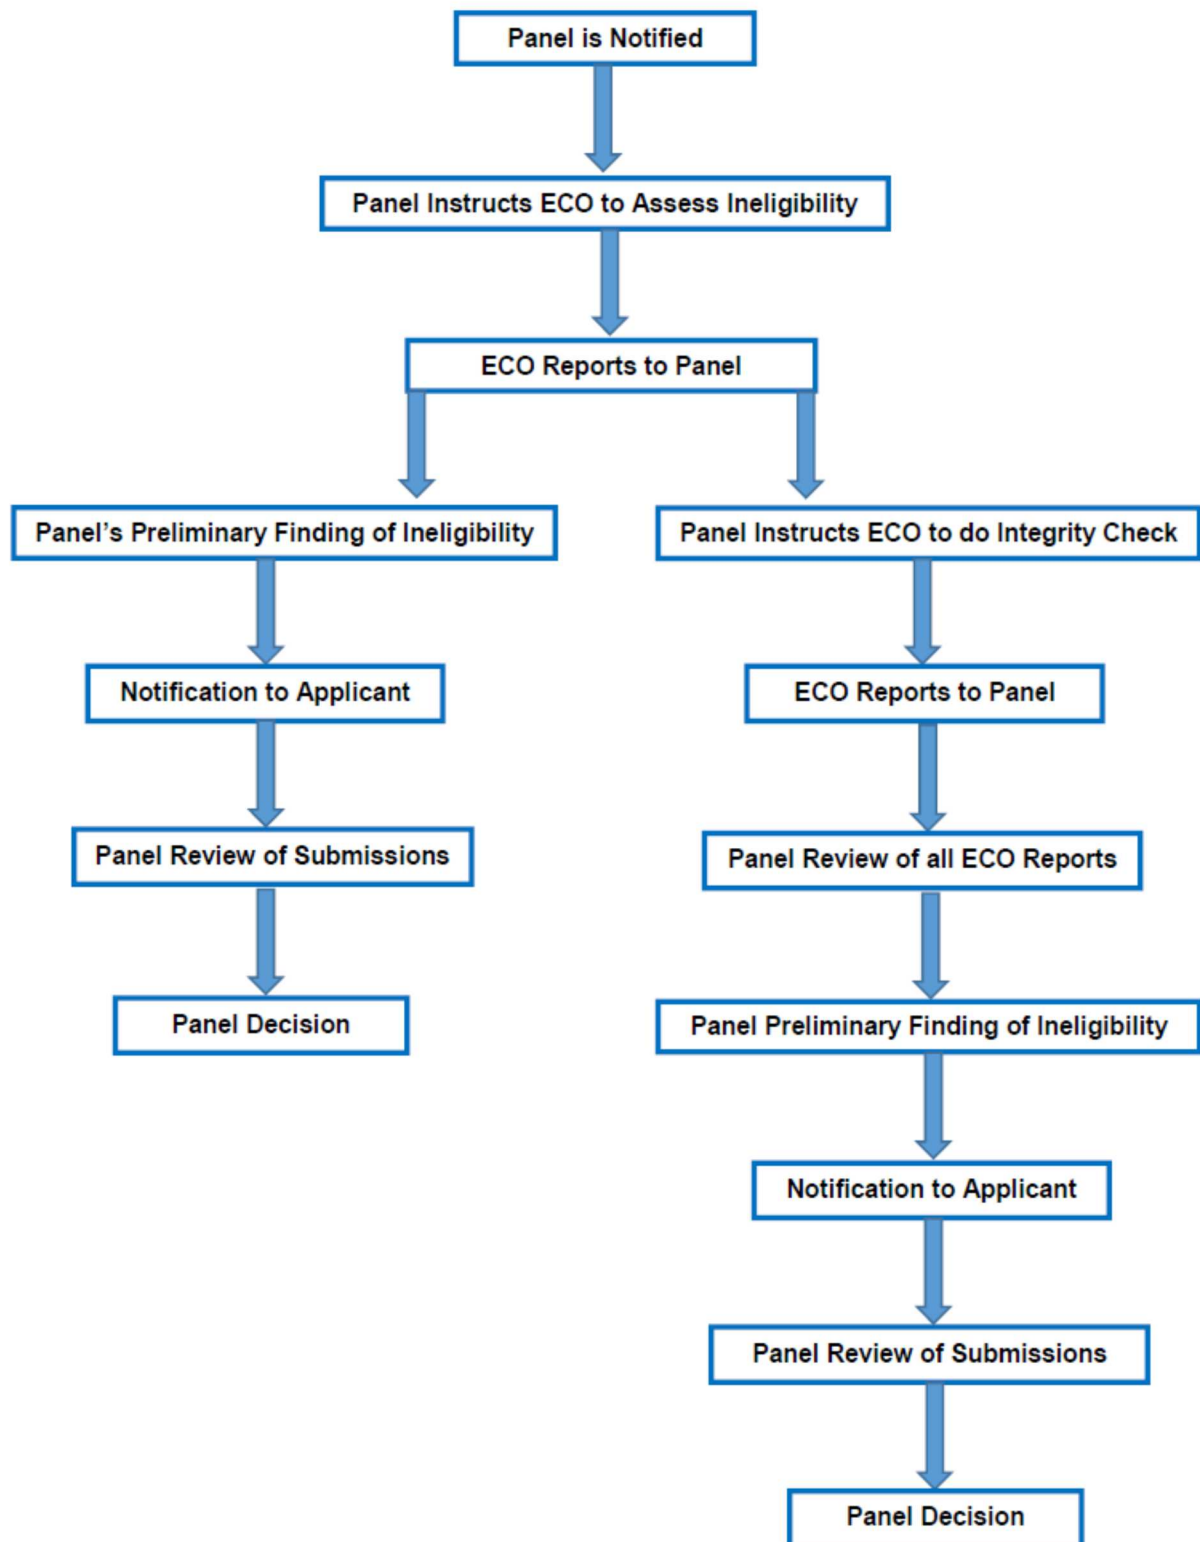 Panel is Notified
Panel Instructs ECO to Assess Ineligibility
ECO Reports to Panel
Panel’s Preliminary Finding of Ineligibility
Panel Instructs ECO to do Integrity Check
Notification to Applicant
ECO Reports to Panel
Panel Review of Submissions
Panel Review of all ECO Reports
Panel Decision
Panel Preliminary Finding of Ineligibility
Notification to Applicant
Panel Review of Submissions
Panel Decision